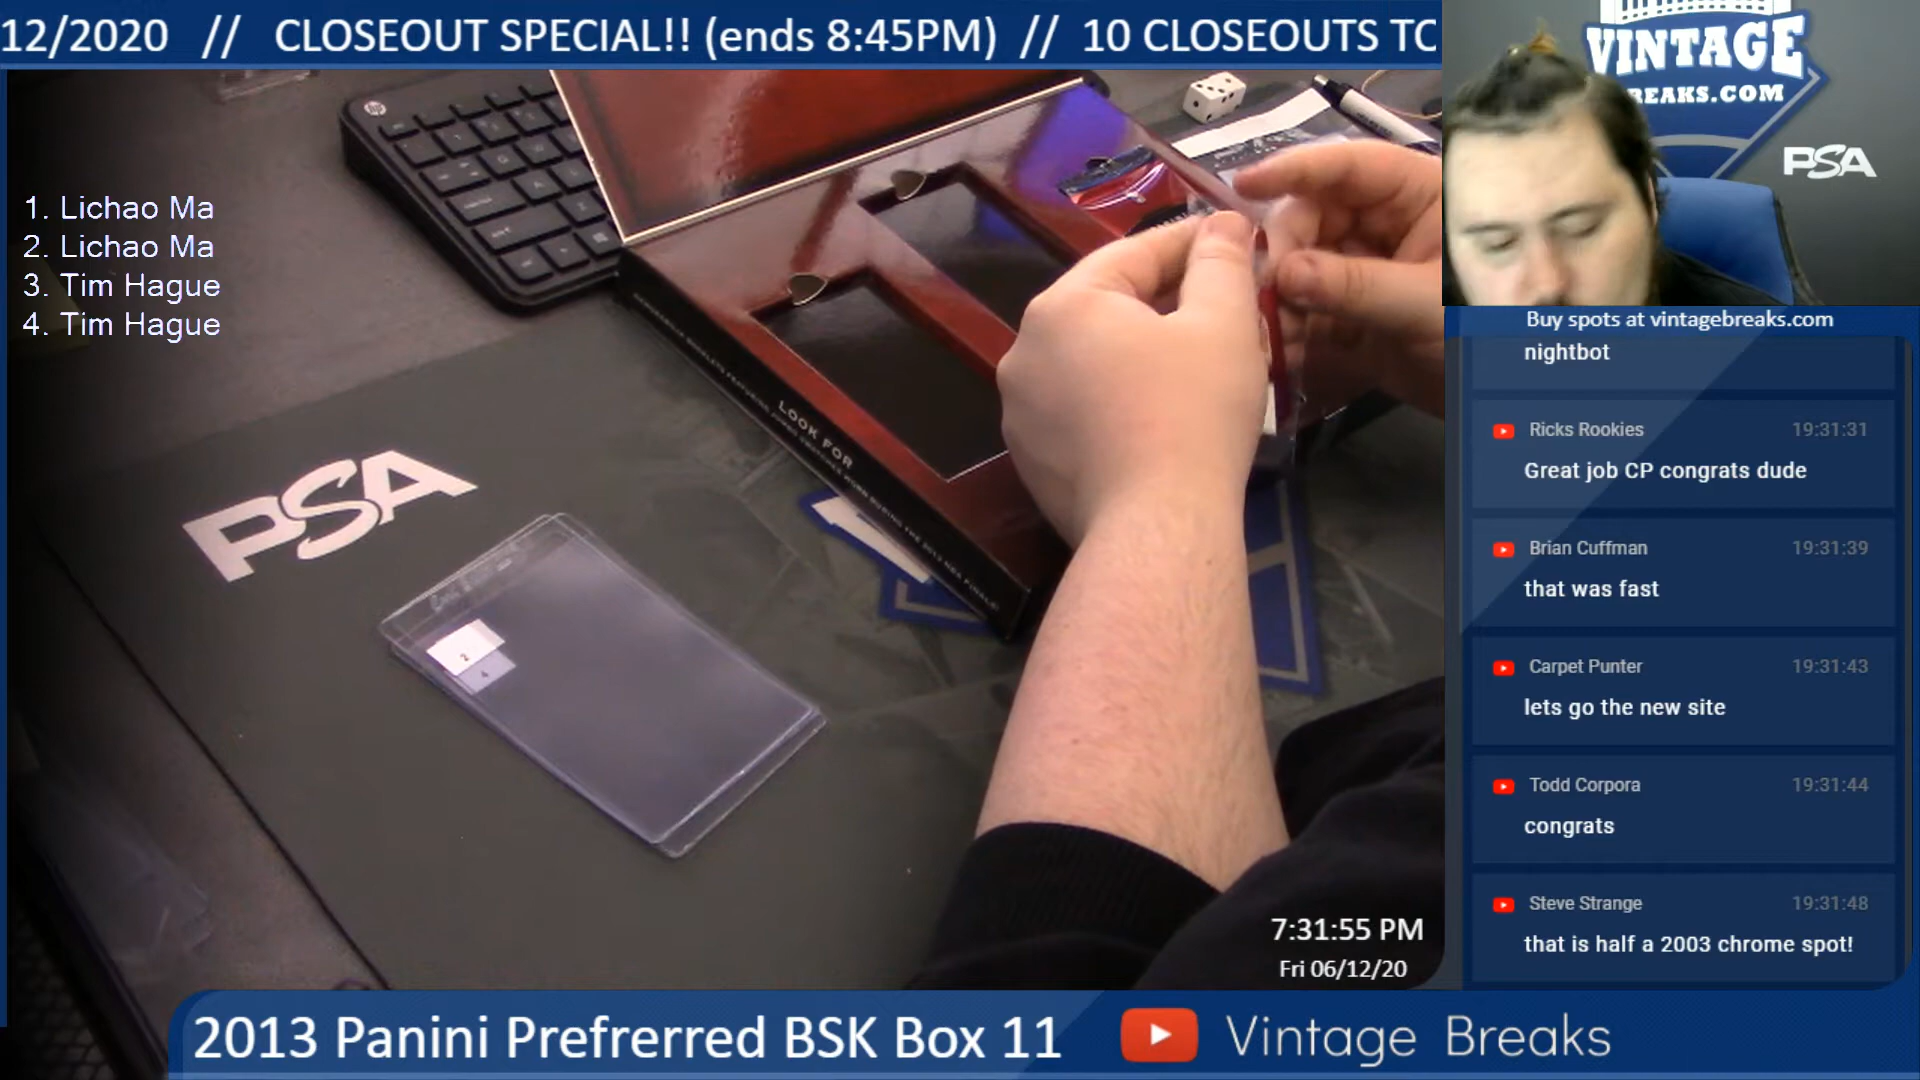 12/2020 // CLOSEOUT SPECIAL!! (ends 8:45PM) // 10 CLOSEOUTS TO
VINTAGE
BREAKS.COM
PSA
1. Lichao Ma
2. Lichao Ma
3. Tim Hague
4. Tim Hague
hp
LOOK FOR
PSA
2
4
Buy spots at vintagebreaks.com
nightbot
Ricks Rookies 19:31:31
Great job CP congrats dude
Brian Cuffman 19:31:39
that was fast
Carpet Punter 19:31:43
lets go the new site
Todd Corpora 19:31:44
congrats
Steve Strange 19:31:48
that is half a 2003 chrome spot!
7:31:55 PM
Fri 06/12/20
2013 Panini Prefrerred BSK Box 11
Vintage Breaks